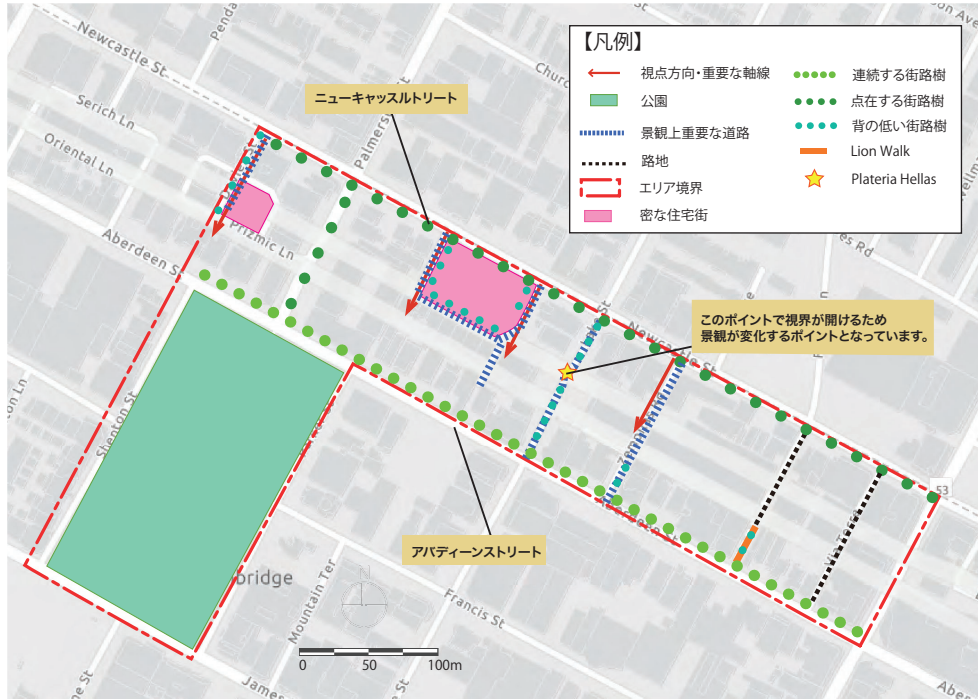 Newcastle St
Palmerst
Serich Ln
Oriental Ln
Prizmic Ln
Aberdeen S
Shenton St
ton Ln
ニューキャッスルトリート
【凡例】
視点方向・重要な軸線
公園
景観上重要な道路
路地
エリア境界
密な住宅街
連続する街路樹
点在する街路樹
背の低い街路樹
Lion Walk
Plateria Hellas
es Rd
このポイントで視界が開けるため
景観が変化するポイントとなっています。
Newcastle St
53
アバディーンストリート
bridge
Mountain Ter
Francis St
N
0 50 100m
James
ne St
Aber